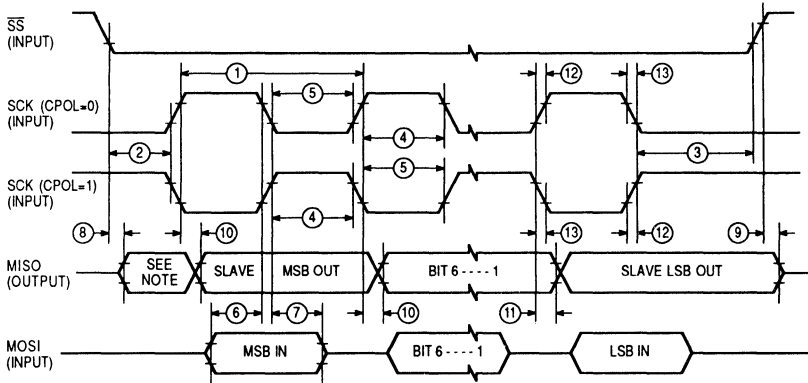 SS
(INPUT)
① ⑫ ⑬
⑤
SCK (CPOL=0)
(INPUT)
② ④ ③
⑤
SCK (CPOL=1)
(INPUT)
④ ⑬ ⑫
⑧ ⑩ ⑨
MISO
(OUTPUT)
SEE
NOTE
SLAVE MSB OUT
BIT 6 - - - - 1
SLAVE LSB OUT
⑥ ⑦ ⑩ ⑪
MOSI
(INPUT)
MSB IN
BIT 6 - - - - 1
LSB IN